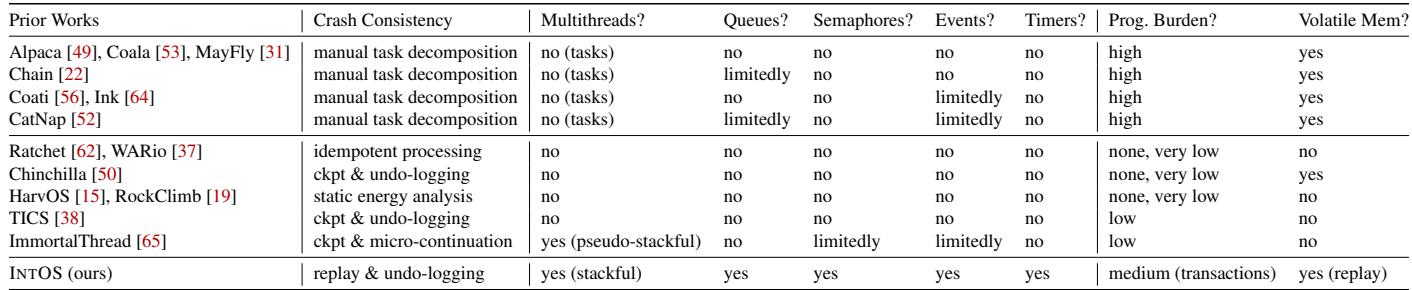 Prior Works Crash Consistency Multithreads? Queues? Semaphores? Events? Timers? Prog. Burden? Volatile Mem?
Alpaca [49], Coala [53], MayFly [31] manual task decomposition no (tasks) no no no no high yes
Chain [22] manual task decomposition no (tasks) limitedly no no no high yes
Coati [56], Ink [64] manual task decomposition no (tasks) no no limitedly no high yes
CatNap [52] manual task decomposition no (tasks) limitedly no limitedly no high yes
Ratchet [62], WARio [37] idempotent processing no no no no no none, very low no
Chinchilla [50] ckpt & undo-logging no no no no no none, very low yes
HarvOS [15], RockClimb [19] static energy analysis no no no no no none, very low no
TICS [38] ckpt & undo-logging no no no no no low no
ImmortalThread [65] ckpt & micro-continuation yes (pseudo-stackful) no limitedly limitedly no low no
INTOS (ours) replay & undo-logging yes (stackful) yes yes yes yes medium (transactions) yes (replay)